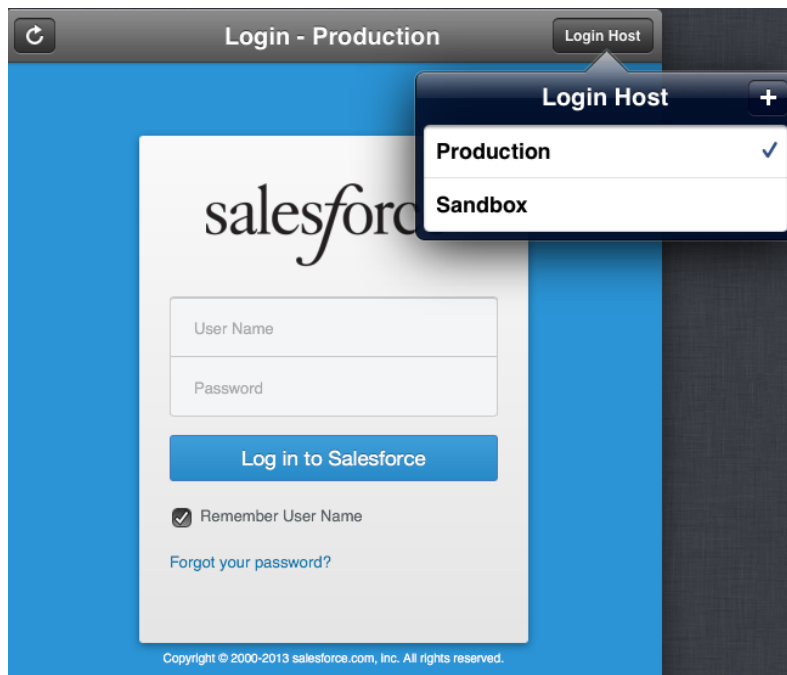 Login - Production
Login Host
Login Host
+
Production
Sandbox
salesforc
User Name
Password
Log in to Salesforce
Remember User Name
Forgot your password?
Copyright © 2000-2013 salesforce.com, inc. All rights reserved.